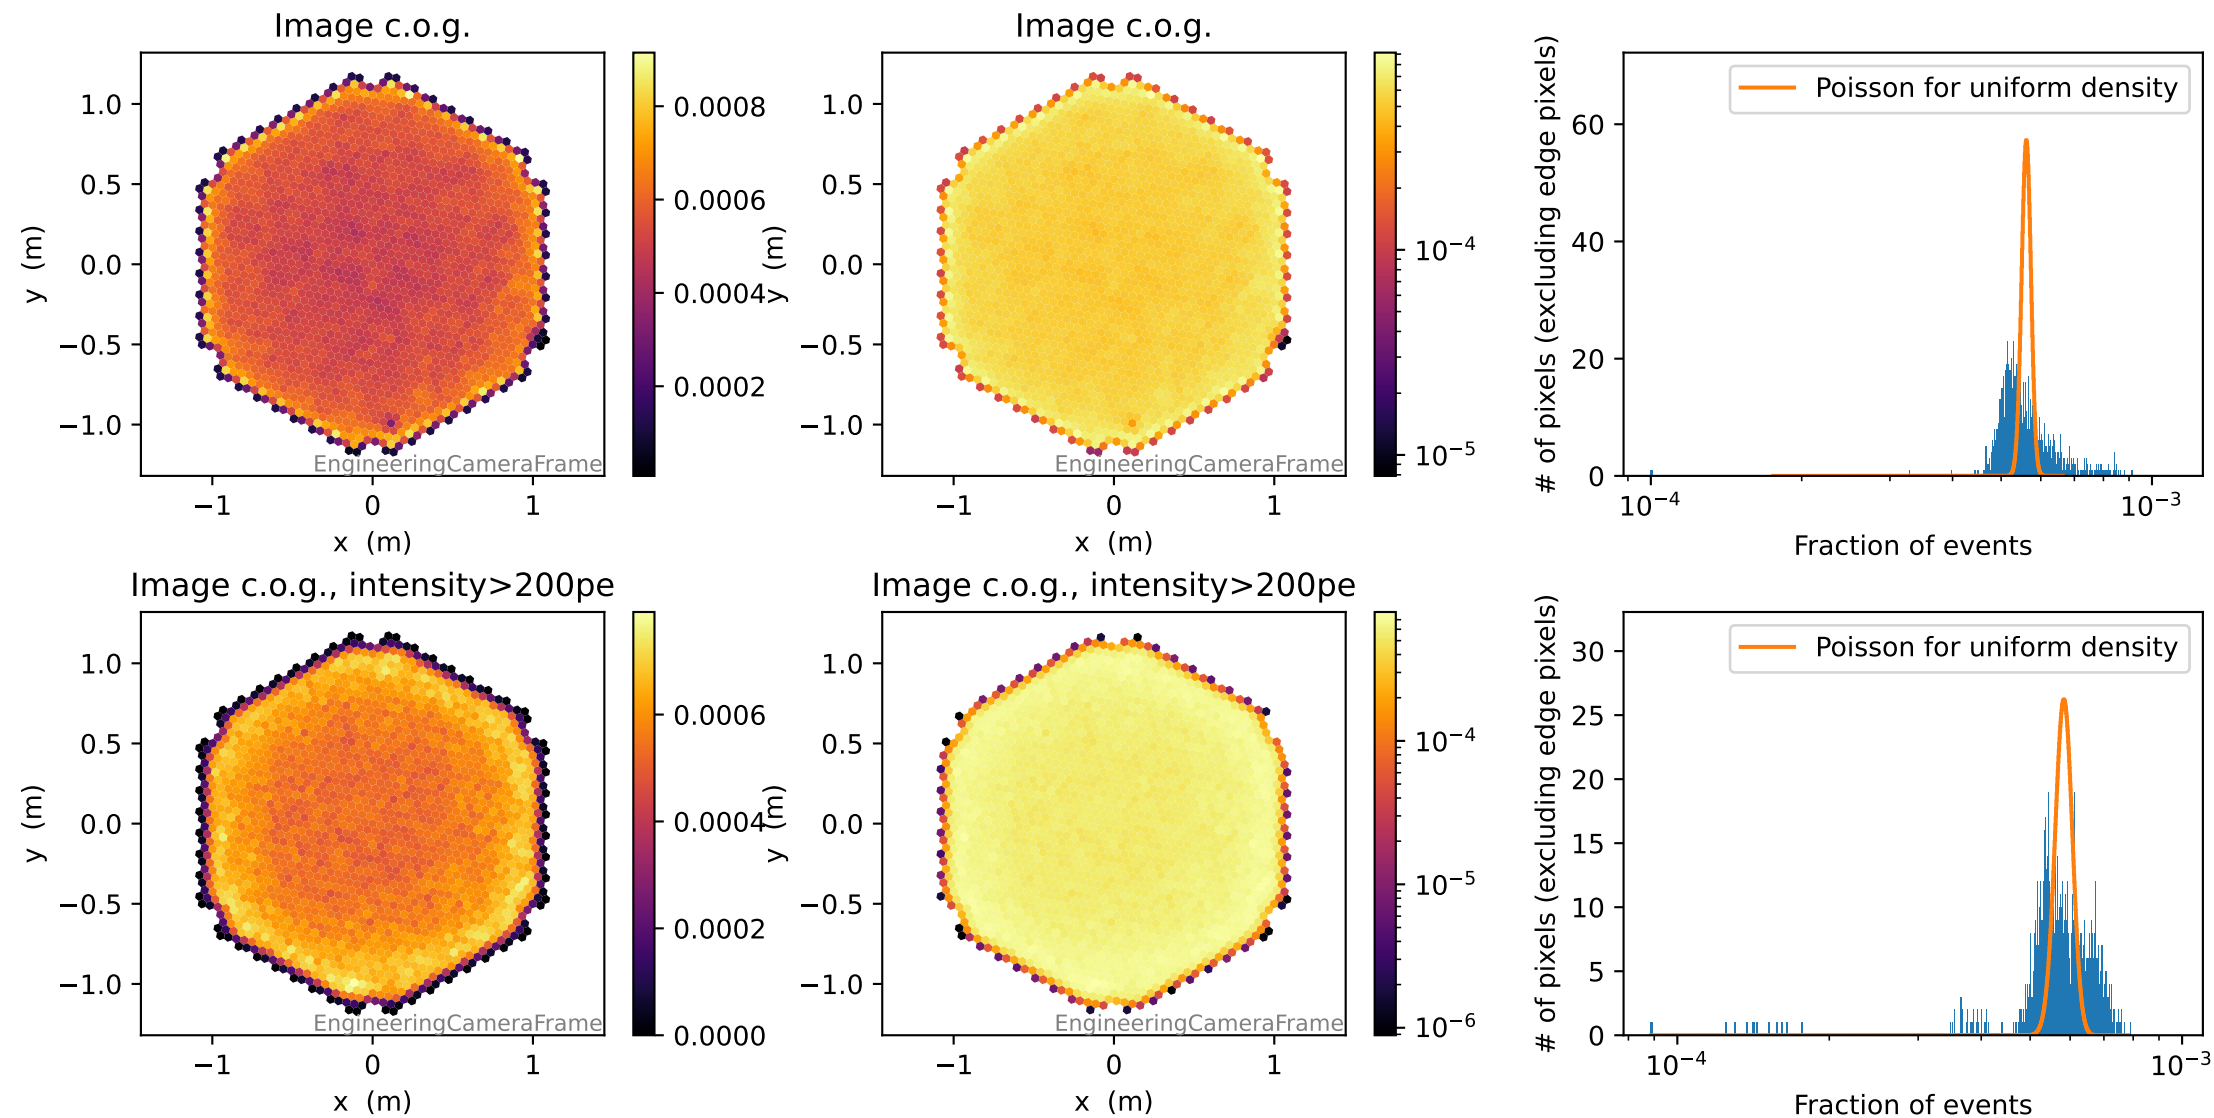 Image c.o.g.
1.0
0.5
0.0
−0.5
−1.0
y (m)
−1
0
1
x (m)
EngineeringCameraFrame
0.0008
0.0006
0.0004
0.0002
Image c.o.g.
1.0
0.5
0.0
−0.5
−1.0
y (m)
−1
0
1
x (m)
EngineeringCameraFrame
10⁻⁴
10⁻⁵
# of pixels (excluding edge pixels)
60
40
20
0
Poisson for uniform density
10⁻⁴
10⁻³
Fraction of events
Image c.o.g., intensity>200pe
1.0
0.5
0.0
−0.5
−1.0
y (m)
−1
0
1
x (m)
EngineeringCameraFrame
0.0006
0.0004
0.0002
0.0000
Image c.o.g., intensity>200pe
1.0
0.5
0.0
−0.5
−1.0
y (m)
−1
0
1
x (m)
EngineeringCameraFrame
10⁻⁴
10⁻⁵
10⁻⁶
# of pixels (excluding edge pixels)
30
25
20
15
10
5
0
Poisson for uniform density
10⁻⁴
10⁻³
Fraction of events